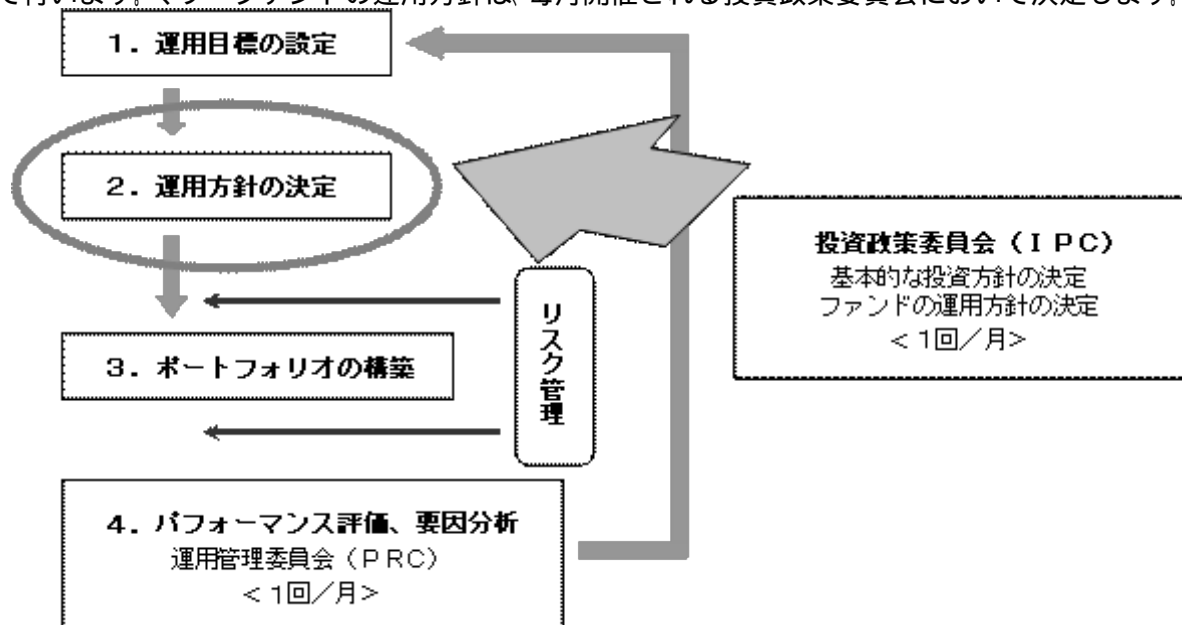 て行います。マザーファンドの運用方針は、毎月開催される投資政策委員会において決定します。
1．運用目標の設定
2．運用方針の決定
投資政策委員会（ＩＰＣ）
基本的な投資方針の決定
ファンドの運用方針の決定
＜1回／月＞
リスク管理
3．ポートフォリオの構築
4．パフォーマンス評価、要因分析
運用管理委員会（ＰＲＣ）
＜1回／月＞